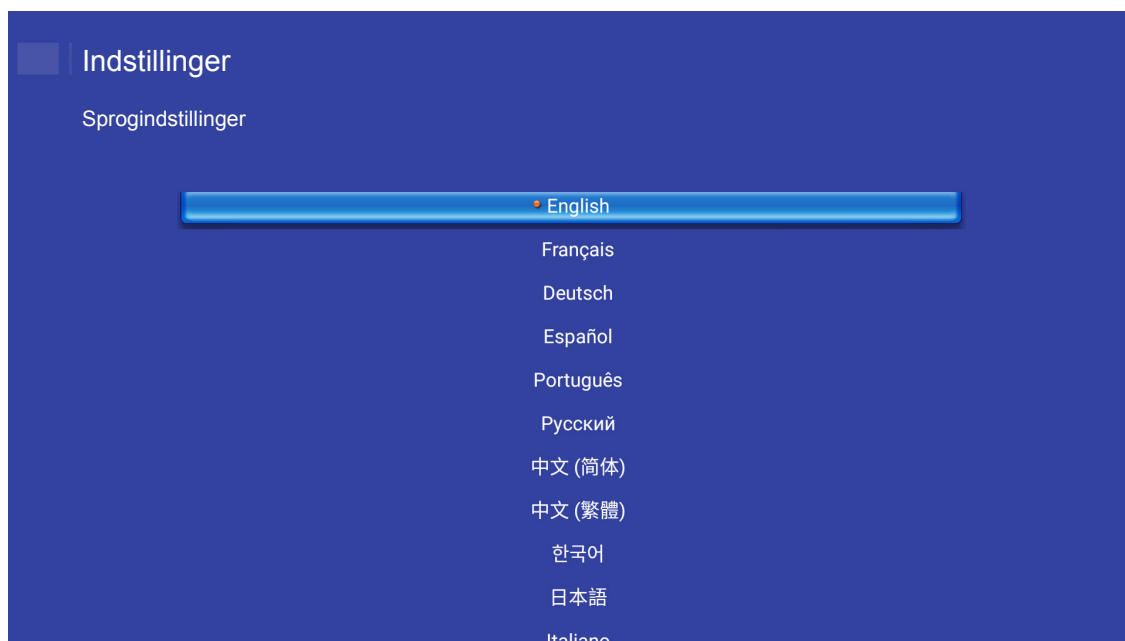 Indstillinger
Sprogindstillinger
English
Français
Deutsch
Español
Português
Русский
中文 (简体)
中文 (繁體)
한국어
日本語
Italiano